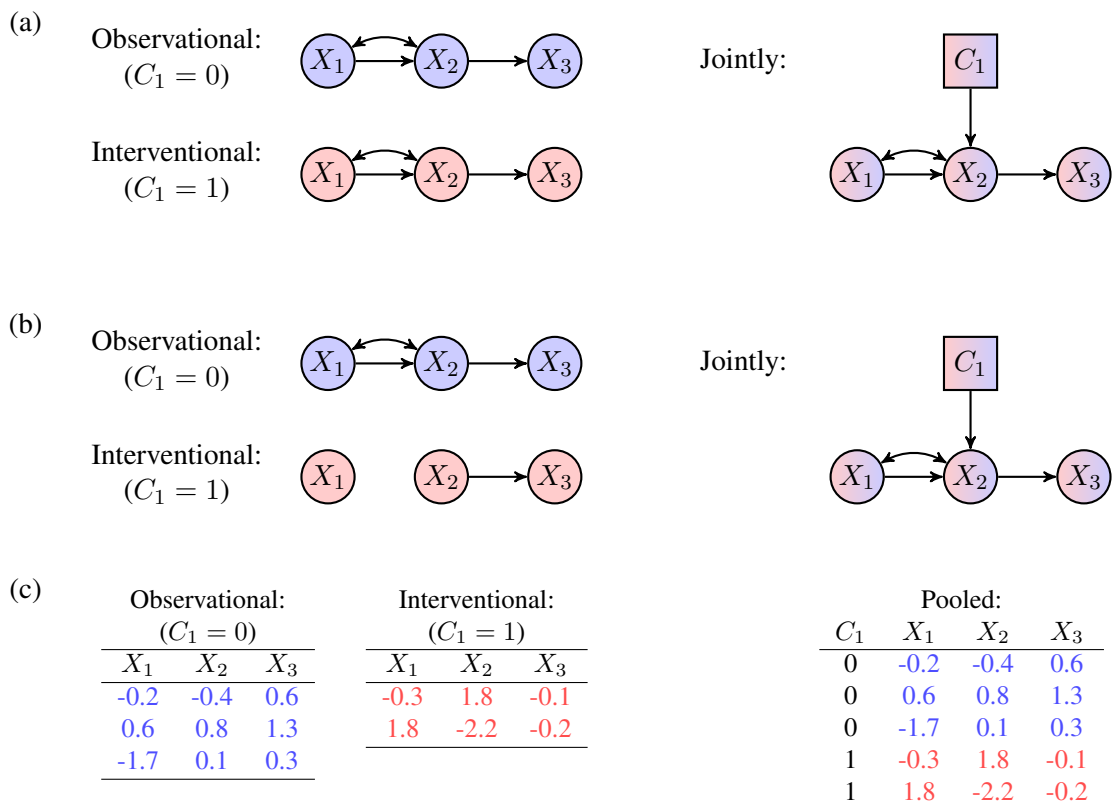 (a)
Observational:
(C₁ = 0)
X₁ X₂ X₃
Interventional:
(C₁ = 1)
X₁ X₂ X₃
Jointly:
C₁
X₁ X₂ X₃
(b)
Observational:
(C₁ = 0)
X₁ X₂ X₃
Interventional:
(C₁ = 1)
X₁ X₂ X₃
Jointly:
C₁
X₁ X₂ X₃
(c)
Observational:
(C₁ = 0)
X₁ X₂ X₃
-0.2 -0.4 0.6
0.6 0.8 1.3
-1.7 0.1 0.3
Interventional:
(C₁ = 1)
X₁ X₂ X₃
-0.3 1.8 -0.1
1.8 -2.2 -0.2
Pooled:
C₁ X₁ X₂ X₃
0 -0.2 -0.4 0.6
0 0.6 0.8 1.3
0 -1.7 0.1 0.3
1 -0.3 1.8 -0.1
1 1.8 -2.2 -0.2